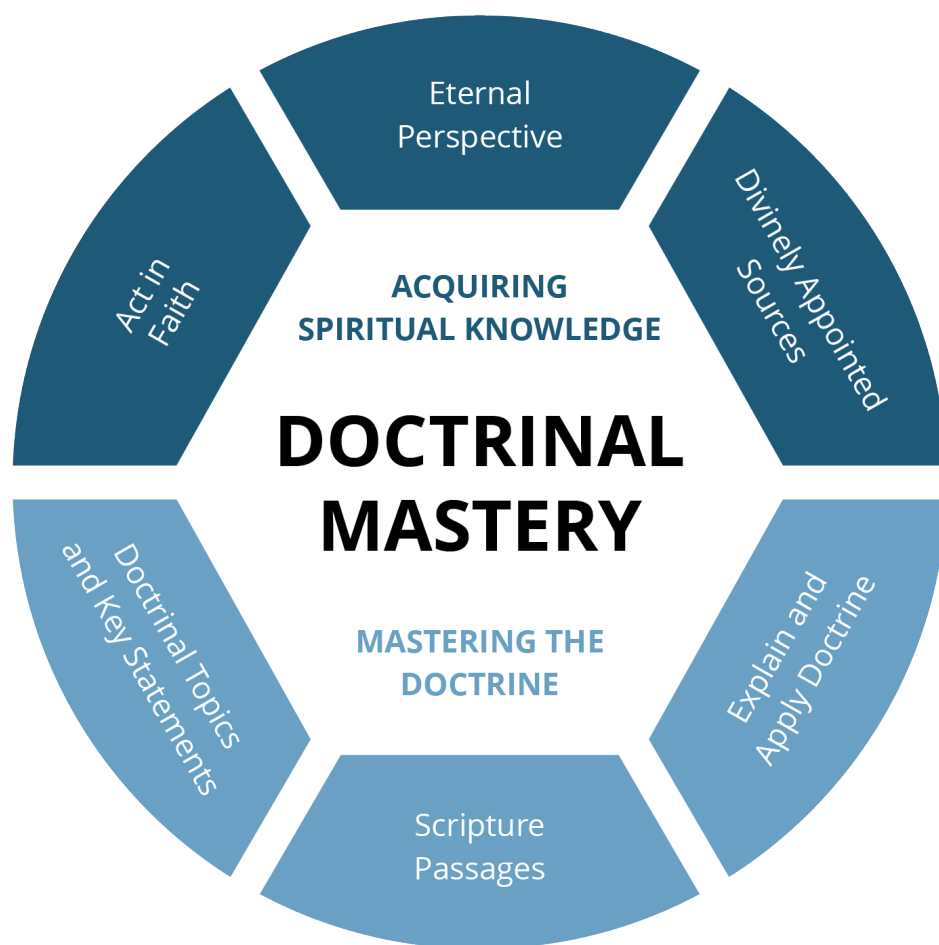 Eternal
Perspective
Act in
Faith
Divinely Appointed
Sources
ACQUIRING
SPIRITUAL KNOWLEDGE
DOCTRINAL
MASTERY
MASTERING THE
DOCTRINE
Doctrinal Topics
and Key Statements
Explain and
Apply Doctrine
Scripture
Passages